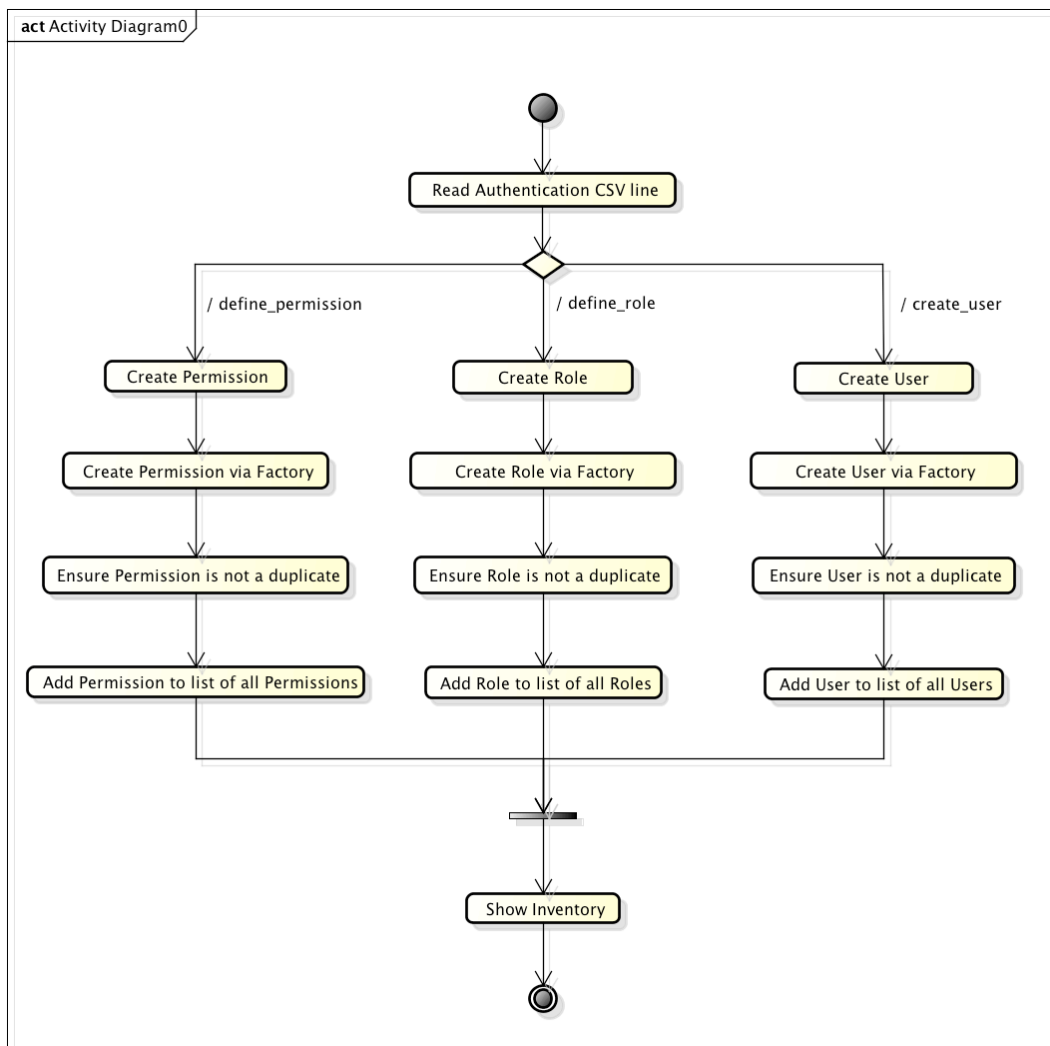 act Activity Diagram0
Read Authentication CSV line
/ define_permission
/ define_role
/ create_user
Create Permission
Create Role
Create User
Create Permission via Factory
Create Role via Factory
Create User via Factory
Ensure Permission is not a duplicate
Ensure Role is not a duplicate
Ensure User is not a duplicate
Add Permission to list of all Permissions
Add Role to list of all Roles
Add User to list of all Users
Show Inventory